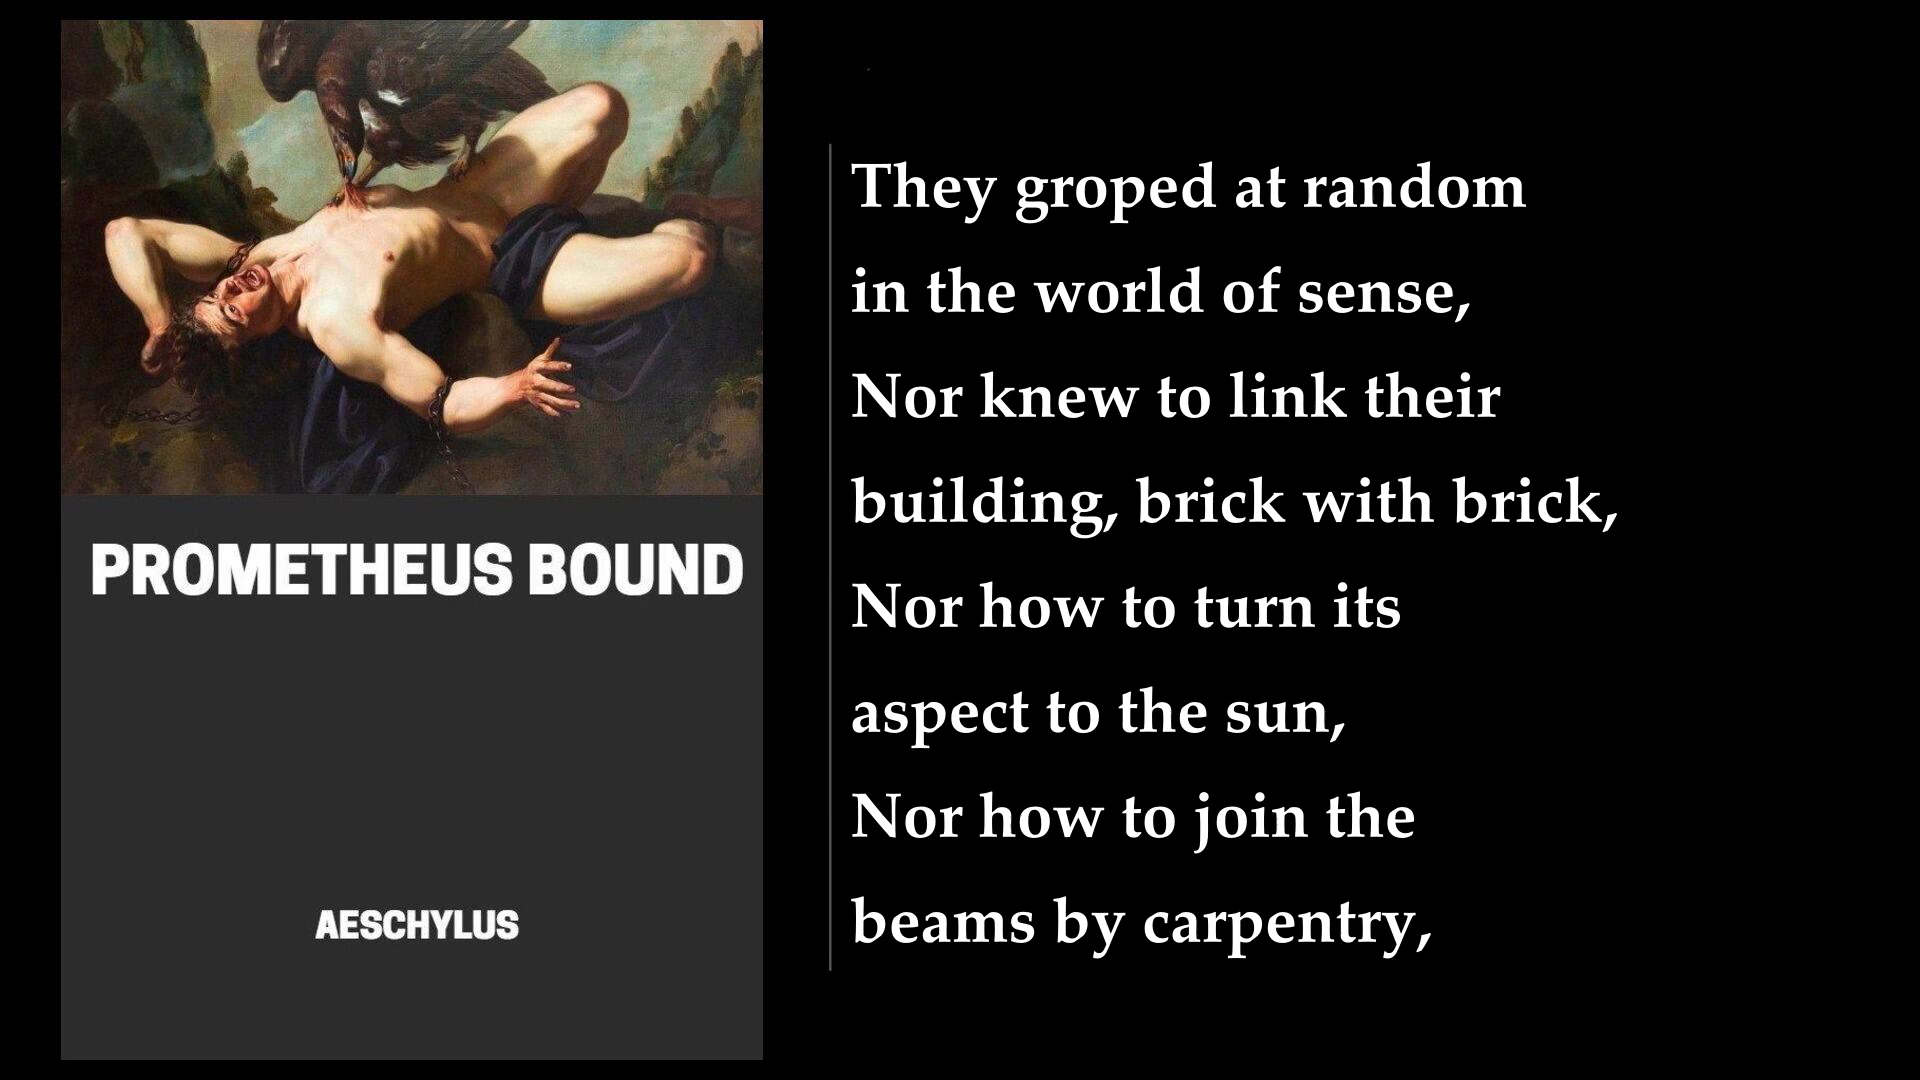 PROMETHEUS BOUND
AESCHYLUS
They groped at random
in the world of sense,
Nor knew to link their
building, brick with brick,
Nor how to turn its
aspect to the sun,
Nor how to join the
beams by carpentry,